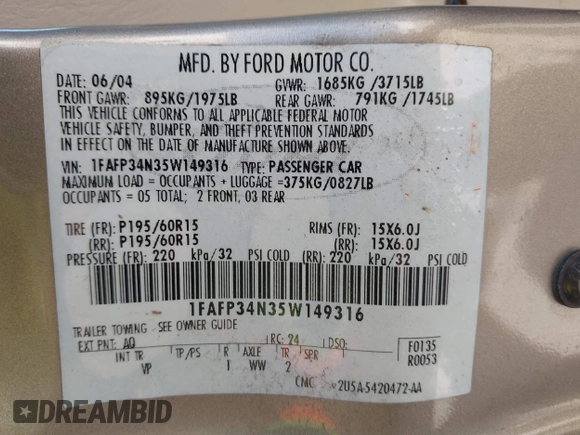 MFD. BY FORD MOTOR CO.
DATE: 06/04 GVWR: 1685KG /3715LB
FRONT GAWR: 895KG/1975LB REAR GAWR: 791KG /1745LB
THIS VEHICLE CONFORMS TO ALL APPLICABLE FEDERAL MOTOR
VEHICLE SAFETY, BUMPER, AND THEFT PREVENTION STANDARDS
IN EFFECT ON THE DATE OF MANUFACTURE SHOWN ABOVE.
VIN: 1FAFP34N35W149316 TYPE: PASSENGER CAR
MAXIMUM LOAD = OCCUPANTS + LUGGAGE =375KG/0827LB
OCCUPANTS = 05 TOTAL; 2 FRONT, 03 REAR
TIRE (FR): P195/60R15 RIMS (FR): 15X6.0J
(RR): P195/60R15 (RR): 15X6.0J
PRESSURE (FR): 220 kPa/32 PSI COLD (RR): 220 kPa/32 PSI COLD
1FAFP34N35W149316
TRAILER TOWING - SEE OWNER GUIDE
EXT PNT: AQ RC: 24 DSO: F0135
INT TR TP/PS R AXLE TR SPR R0053
VP I WW 2
CMC 2U5A-5420472-AA
DEALERHISTORY.COM